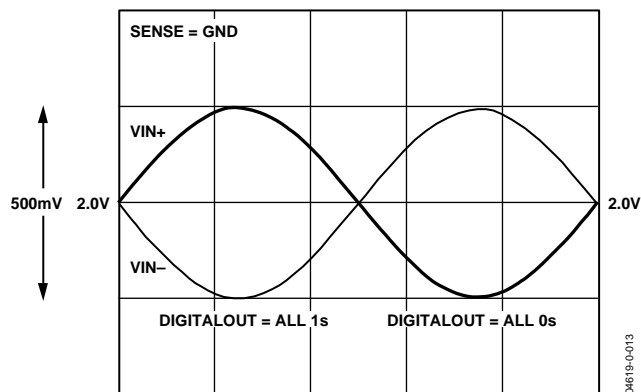 SENSE = GND
VIN+
500mV 2.0V 2.0V
VIN–
DIGITALOUT = ALL 1s DIGITALOUT = ALL 0s
04619-0-013